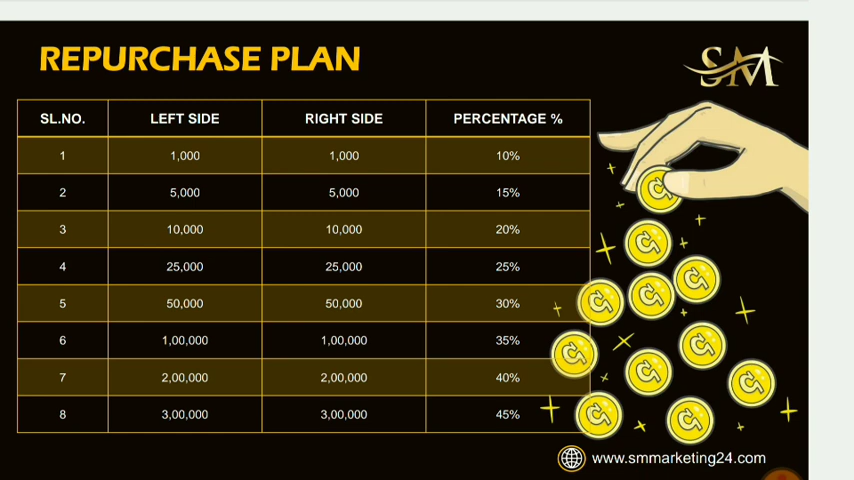 REPURCHASE PLAN
SM
SL.NO. LEFT SIDE RIGHT SIDE PERCENTAGE %
1 1,000 1,000 10%
2 5,000 5,000 15%
3 10,000 10,000 20%
4 25,000 25,000 25%
5 50,000 50,000 30%
6 1,00,000 1,00,000 35%
7 2,00,000 2,00,000 40%
8 3,00,000 3,00,000 45%
www.smmarketing24.com